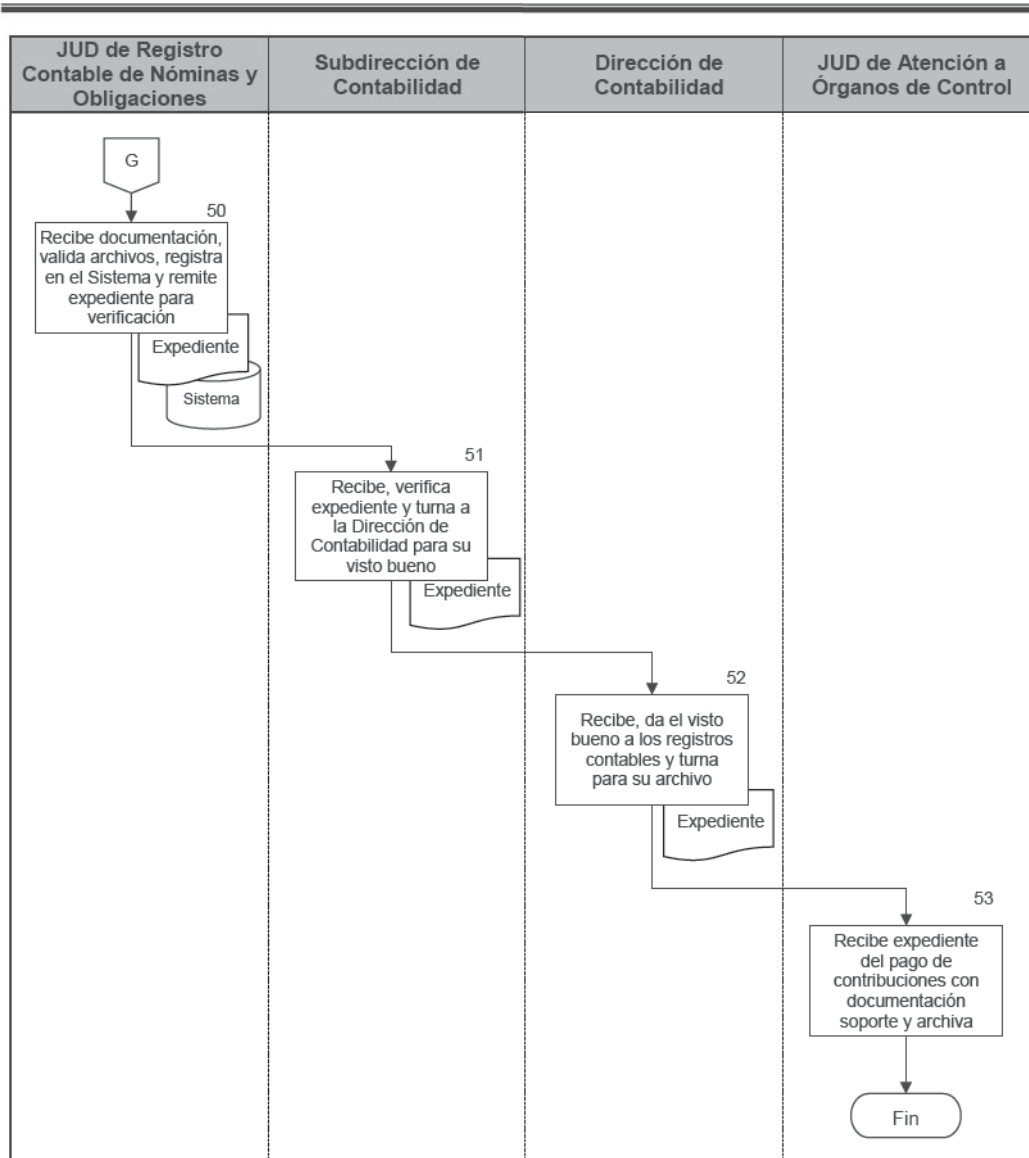 JUD de Registro
Contable de Nóminas y
Obligaciones
Subdirección de
Contabilidad
Dirección de
Contabilidad
JUD de Atención a
Órganos de Control
G
50
Recibe documentación,
valida archivos, registra
en el Sistema y remite
expediente para
verificación
Expediente
Sistema
51
Recibe, verifica
expediente y turna a
la Dirección de
Contabilidad para su
visto bueno
Expediente
52
Recibe, da el visto
bueno a los registros
contables y turna
para su archivo
Expediente
53
Recibe expediente
del pago de
contribuciones con
documentación
soporte y archiva
Fin